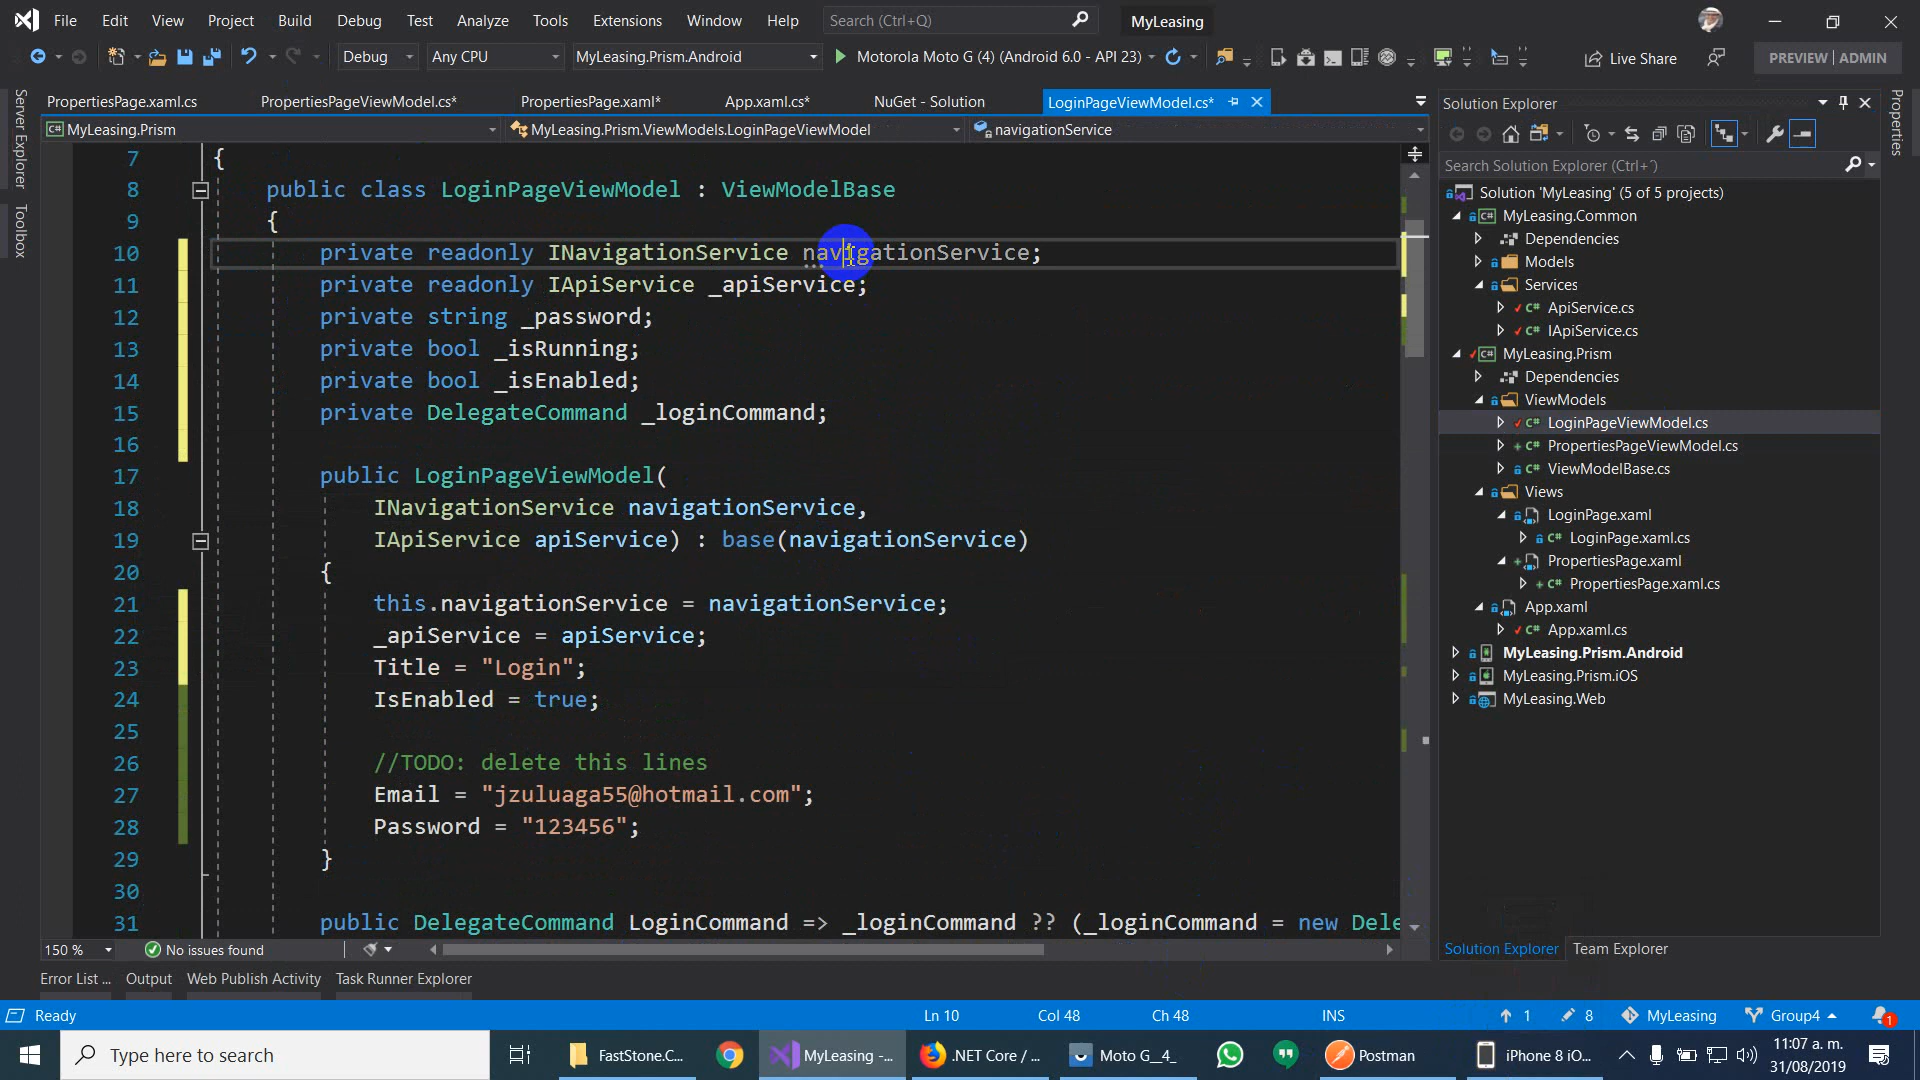 File Edit View Project Build Debug Test Analyze Tools Extensions Window Help Search (Ctrl+Q) MyLeasing
Debug Any CPU MyLeasing.Prism.Android Motorola Moto G (4) (Android 6.0 - API 23) Live Share PREVIEW | ADMIN
Server Explorer
Toolbox
PropertiesPage.xaml.cs PropertiesPageViewModel.cs* PropertiesPage.xaml* App.xaml.cs* NuGet - Solution LoginPageViewModel.cs*
MyLeasing.Prism MyLeasing.Prism.ViewModels.LoginPageViewModel navigationService
7 {
8 public class LoginPageViewModel : ViewModelBase
9 {
10 private readonly INavigationService navigationService;
11 private readonly IApiService _apiService;
12 private string _password;
13 private bool _isRunning;
14 private bool _isEnabled;
15 private DelegateCommand _loginCommand;
16
17 public LoginPageViewModel(
18 INavigationService navigationService,
19 IApiService apiService) : base(navigationService)
20 {
21 this.navigationService = navigationService;
22 _apiService = apiService;
23 Title = "Login";
24 IsEnabled = true;
25
26 //TODO: delete this lines
27 Email = "jzuluaga55@hotmail.com";
28 Password = "123456";
29 }
30
31 public DelegateCommand LoginCommand => _loginCommand ?? (_loginCommand = new Dele
150 % No issues found
Error List ... Output Web Publish Activity Task Runner Explorer
Solution Explorer
Search Solution Explorer (Ctrl+´)
Solution 'MyLeasing' (5 of 5 projects)
MyLeasing.Common
Dependencies
Models
Services
ApiService.cs
IApiService.cs
MyLeasing.Prism
Dependencies
ViewModels
LoginPageViewModel.cs
PropertiesPageViewModel.cs
ViewModelBase.cs
Views
LoginPage.xaml
LoginPage.xaml.cs
PropertiesPage.xaml
PropertiesPage.xaml.cs
App.xaml
App.xaml.cs
MyLeasing.Prism.Android
MyLeasing.Prism.iOS
MyLeasing.Web
Solution Explorer Team Explorer
Properties
Ready Ln 10 Col 48 Ch 48 INS 1 8 MyLeasing Group4 1
Type here to search FastStone.C... MyLeasing -... .NET Core / ... Moto G__4_ Postman iPhone 8 iO... 11:07 a. m.
31/08/2019